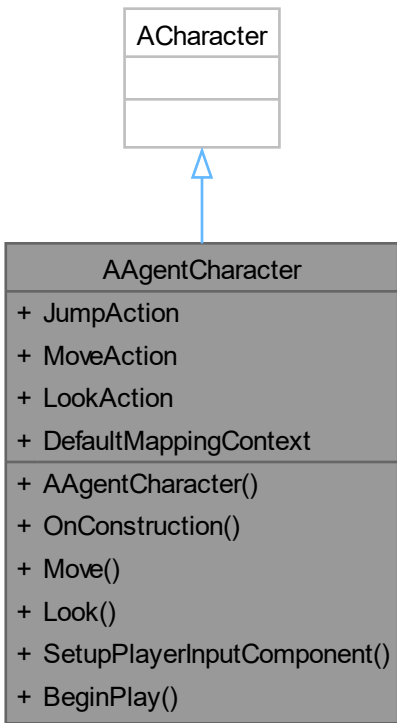 ACharacter
AAgentCharacter
+ JumpAction
+ MoveAction
+ LookAction
+ DefaultMappingContext
+ AAgentCharacter()
+ OnConstruction()
+ Move()
+ Look()
+ SetupPlayerInputComponent()
+ BeginPlay()